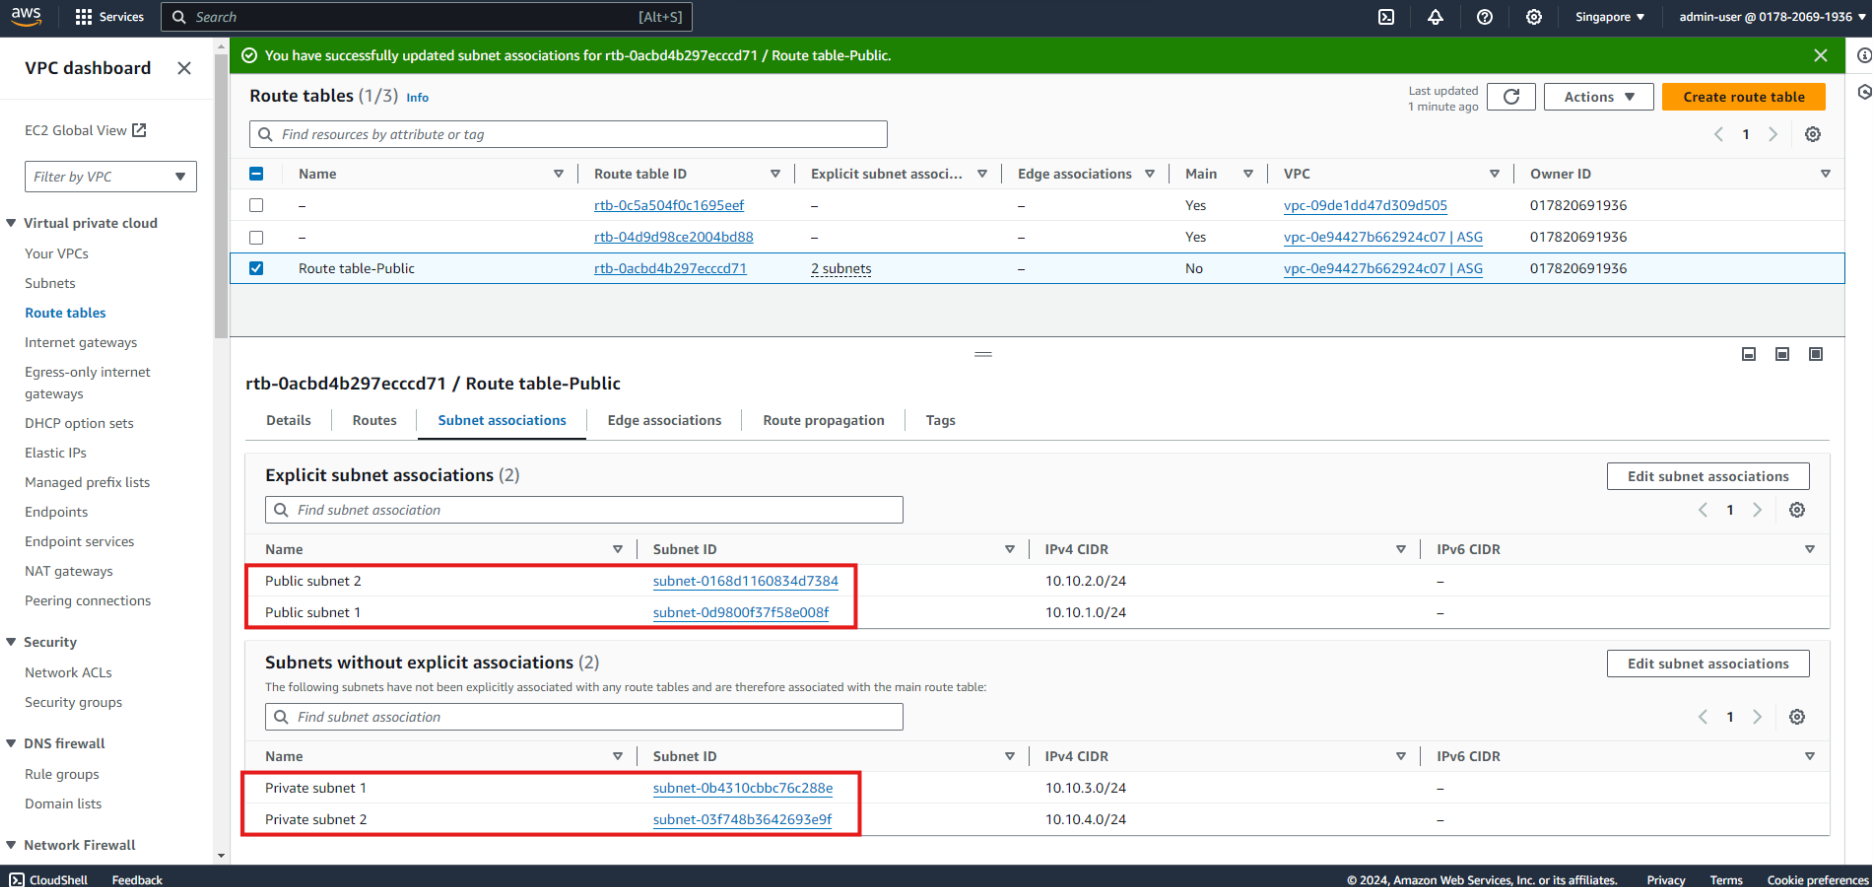 aws Services Search [Alt+S] Singapore ▼ admin-user @ 0178-2069-1936 ▼
You have successfully updated subnet associations for rtb-0acbd4b297ecccd71 / Route table-Public.
VPC dashboard
EC2 Global View
Filter by VPC
Virtual private cloud
Your VPCs
Subnets
Route tables
Internet gateways
Egress-only internet
gateways
DHCP option sets
Elastic IPs
Managed prefix lists
Endpoints
Endpoint services
NAT gateways
Peering connections
Security
Network ACLs
Security groups
DNS firewall
Rule groups
Domain lists
Network Firewall
Route tables (1/3) Info
Last updated
1 minute ago
Actions ▼ Create route table
Find resources by attribute or tag
1
Name Route table ID Explicit subnet associ... Edge associations Main VPC Owner ID
– rtb-0c5a504f0c1695eef – – Yes vpc-09de1dd47d309d505 017820691936
– rtb-04d9d98ce2004bd88 – – Yes vpc-0e94427b662924c07 | ASG 017820691936
Route table-Public rtb-0acbd4b297ecccd71 2 subnets – No vpc-0e94427b662924c07 | ASG 017820691936
rtb-0acbd4b297ecccd71 / Route table-Public
Details Routes Subnet associations Edge associations Route propagation Tags
Explicit subnet associations (2)
Edit subnet associations
Find subnet association
1
Name Subnet ID IPv4 CIDR IPv6 CIDR
Public subnet 2 subnet-0168d1160834d7384 10.10.2.0/24 –
Public subnet 1 subnet-0d9800f37f58e008f 10.10.1.0/24 –
Subnets without explicit associations (2)
Edit subnet associations
The following subnets have not been explicitly associated with any route tables and are therefore associated with the main route table:
Find subnet association
1
Name Subnet ID IPv4 CIDR IPv6 CIDR
Private subnet 1 subnet-0b4310cbbc76c288e 10.10.3.0/24 –
Private subnet 2 subnet-03f748b3642693e9f 10.10.4.0/24 –
CloudShell Feedback © 2024, Amazon Web Services, Inc. or its affiliates. Privacy Terms Cookie preferences